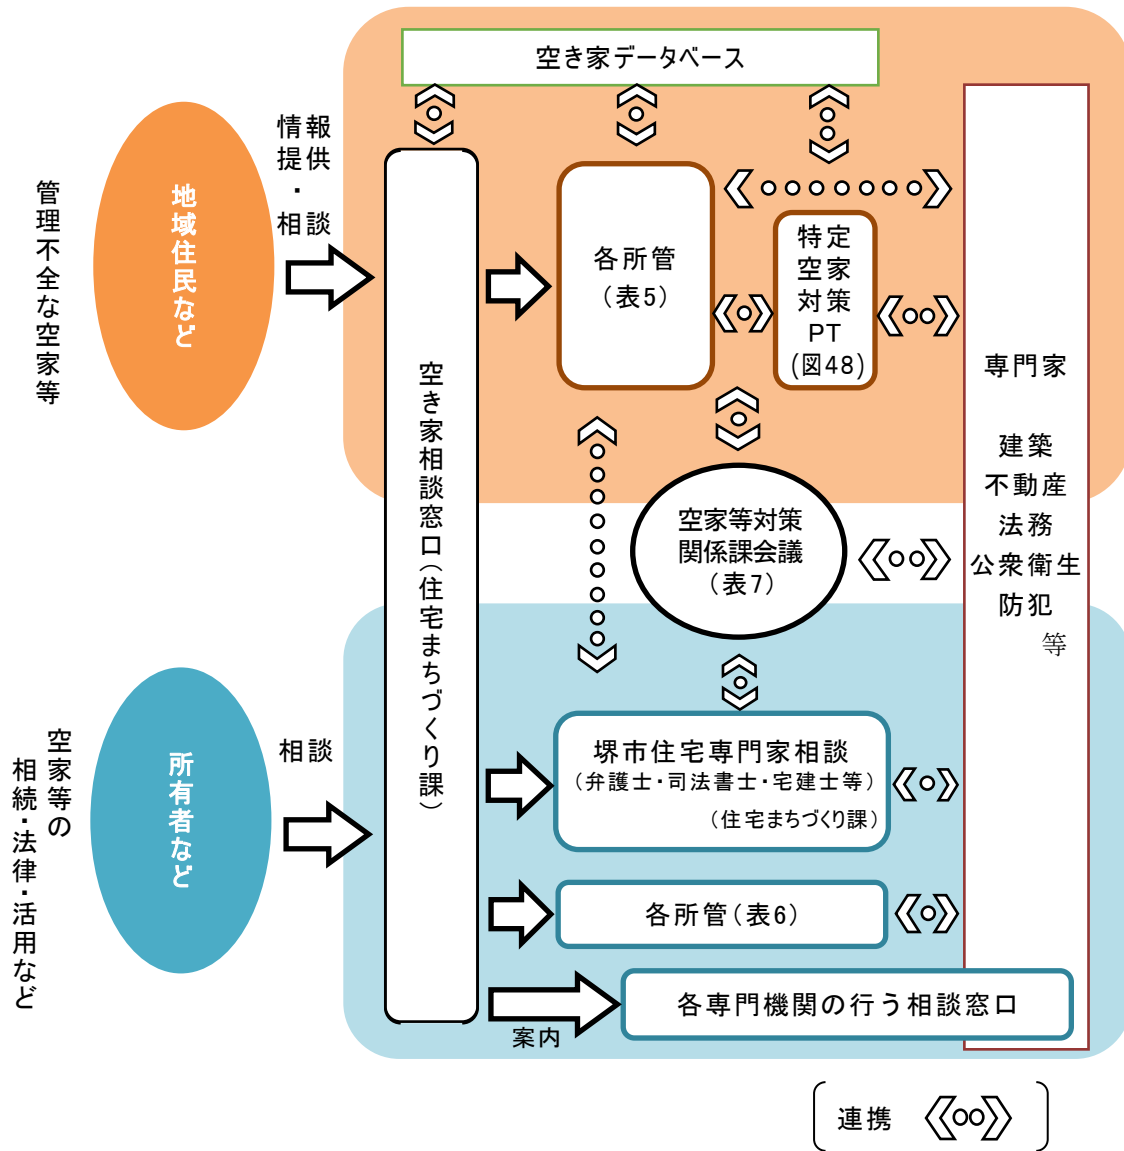 空き家データベース
管理不全な空家等
地域住民など
情報
提供
・
相談
空き家相談窓口（住宅まちづくり課）
各所管
（表5）
特定
空家
対策
PT
(図48)
専門家
建築
不動産
法務
公衆衛生
防犯
等
空家等対策
関係課会議
（表7）
空家等の
相続・法律・活用など
所有者など
相談
堺市住宅専門家相談
（弁護士・司法書士・宅建士等）
（住宅まちづくり課）
各所管（表6）
各専門機関の行う相談窓口
案内
連携